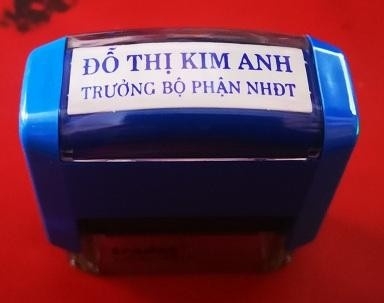 ĐỖ THỊ KIM ANH
TRƯỞNG BỘ PHẬN NHĐT